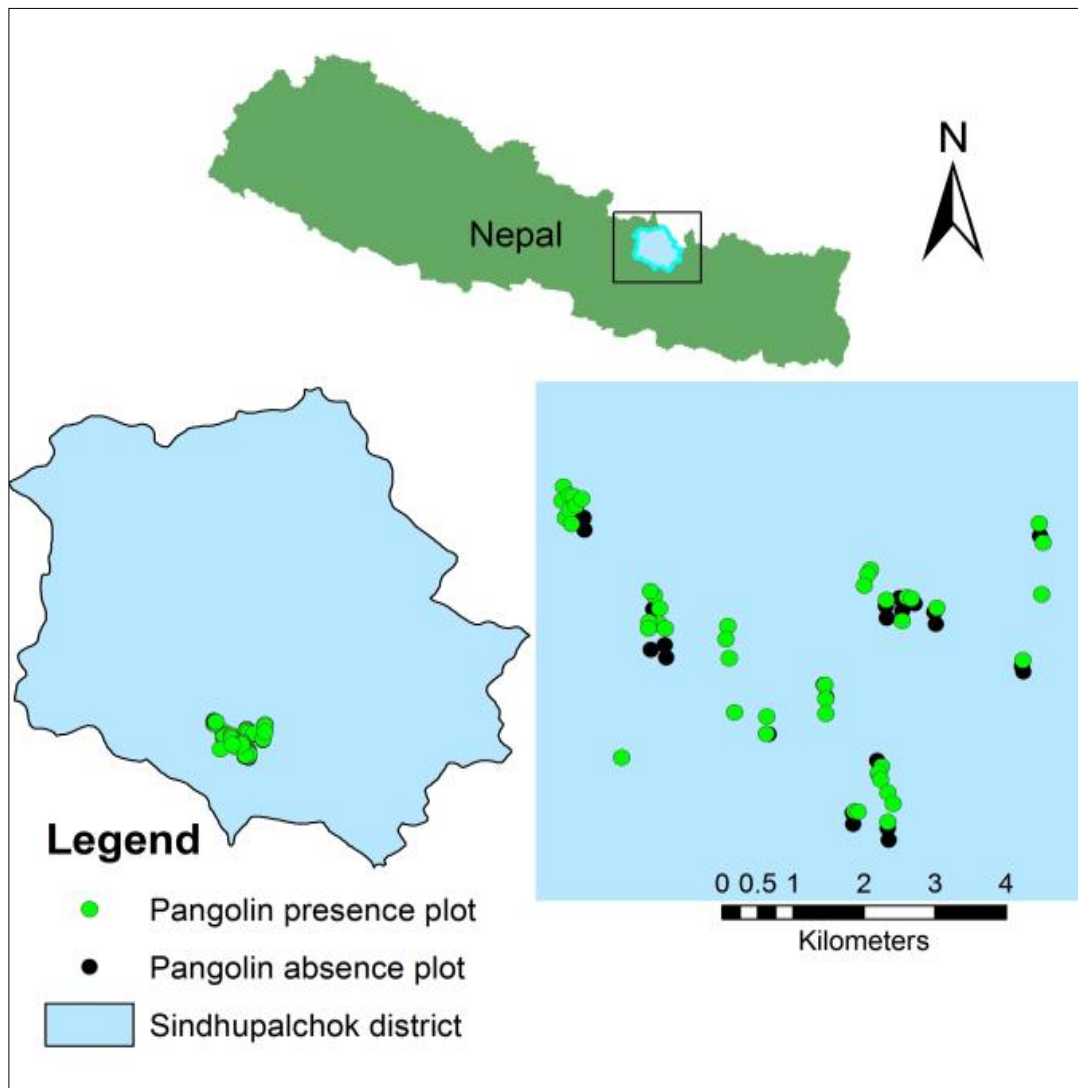 N
Nepal
Legend
Pangolin presence plot
Pangolin absence plot
Sindhupalchok district
0 0.5 1 2 3 4
Kilometers